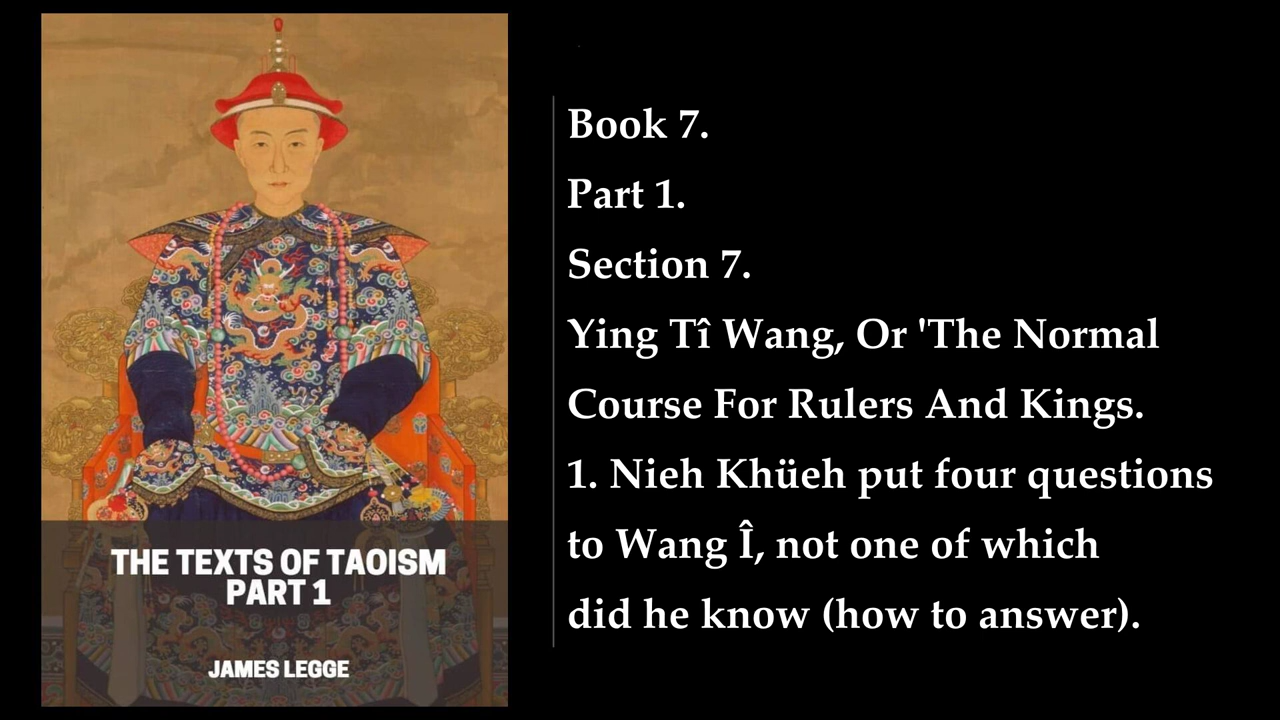 THE TEXTS OF TAOISM
PART 1
JAMES LEGGE
Book 7.
Part 1.
Section 7.
Ying Tî Wang, Or 'The Normal
Course For Rulers And Kings.
1. Nieh Khüeh put four questions
to Wang Î, not one of which
did he know (how to answer).